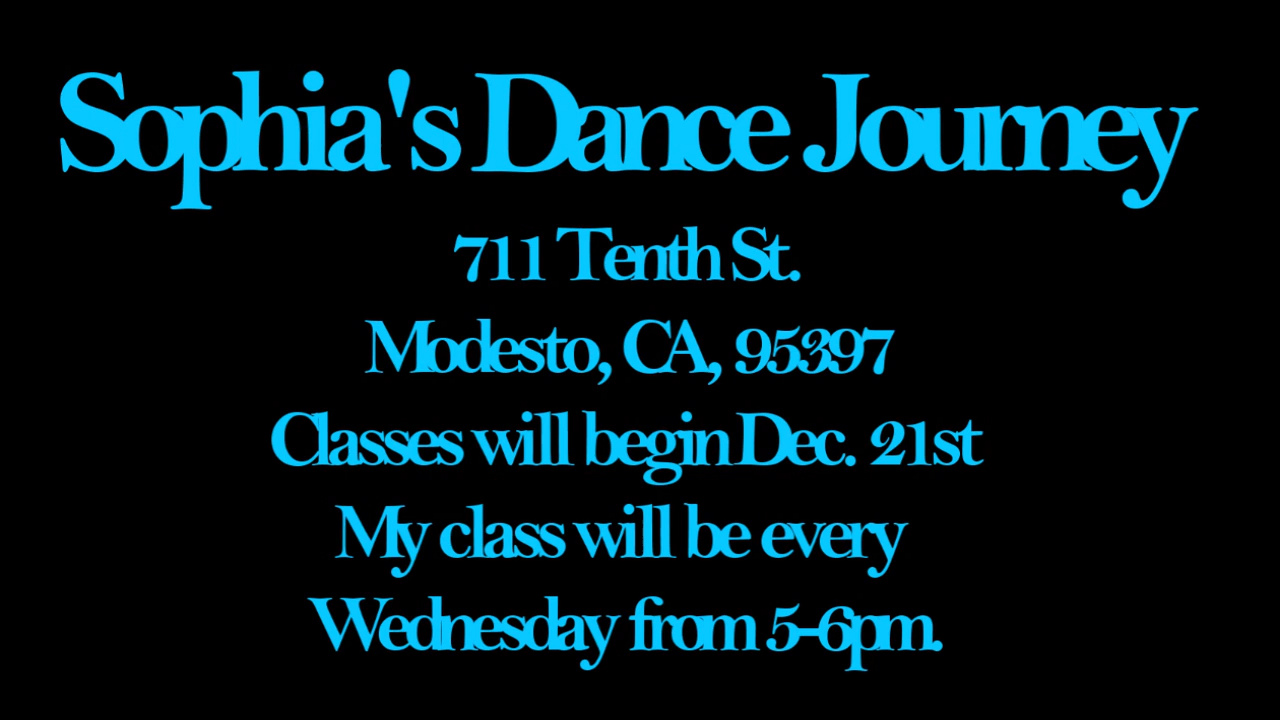 Sophia's Dance Journey
711 Tenth St.
Modesto, CA, 95397
Classes will begin Dec. 21st
My class will be every
Wednesday from 5-6pm.